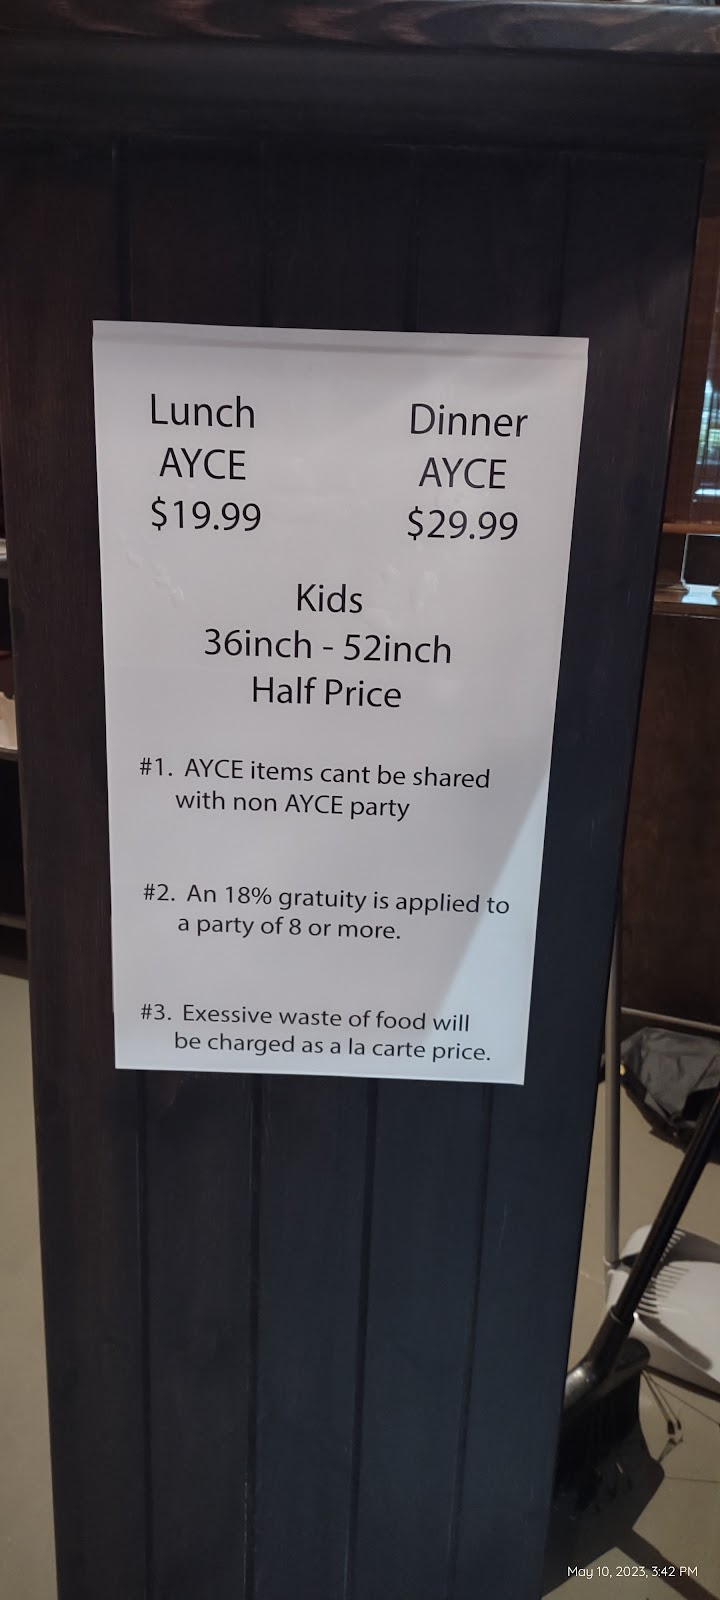 Lunch
AYCE
$19.99
Dinner
AYCE
$29.99
Kids
36inch - 52inch
Half Price
#1. AYCE items cant be shared
with non AYCE party
#2. An 18% gratuity is applied to
a party of 8 or more.
#3. Exessive waste of food will
be charged as a la carte price.
May 10, 2023, 3:42 PM